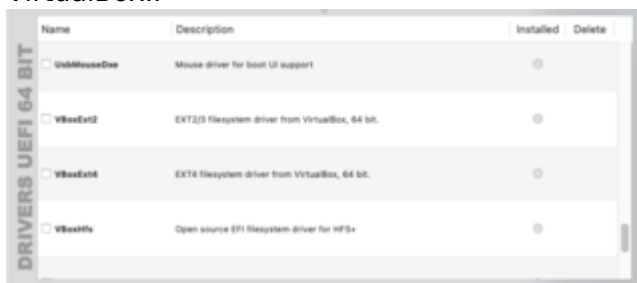 Name Description Installed Delete
DRIVERS UEFI 64 BIT
UsbMouseDxe Mouse driver for boot UI support
VBoxExt2 EXT2/3 filesystem driver from VirtualBox, 64 bit.
VBoxExt4 EXT4 filesystem driver from VirtualBox, 64 bit.
VBoxHfs Open source EFI filesystem driver for HFS+